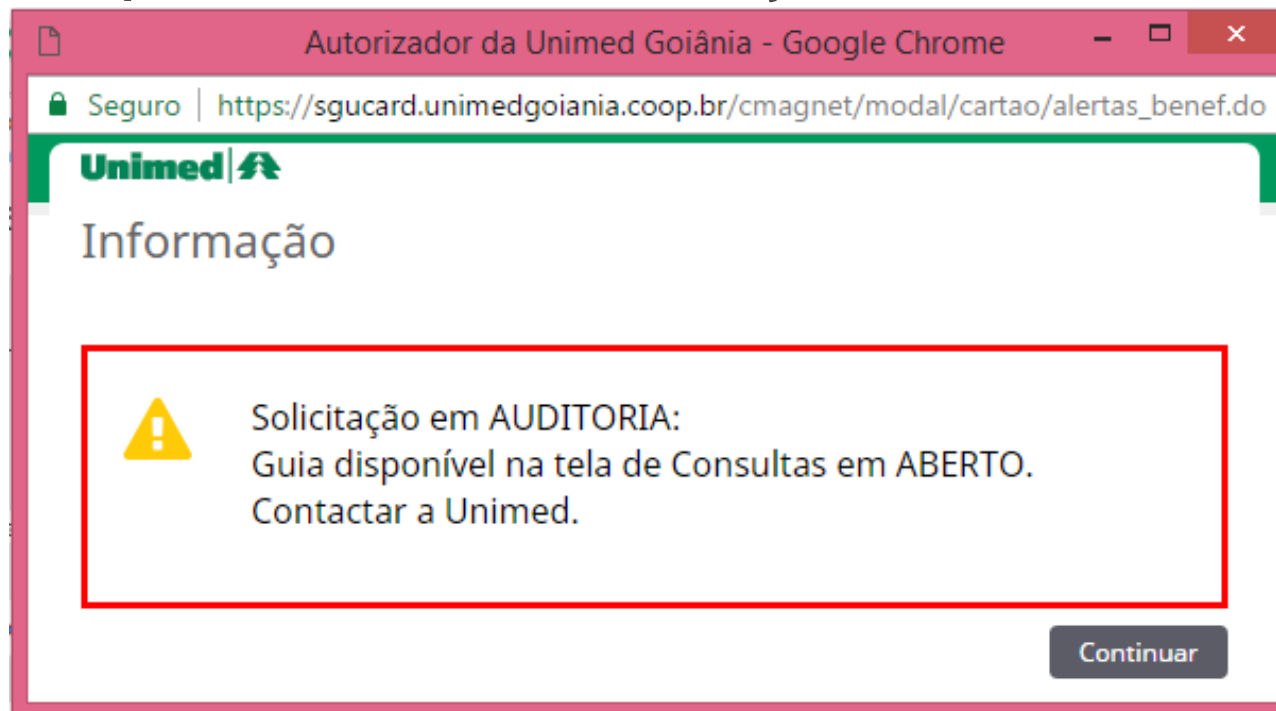 Autorizador da Unimed Goiânia - Google Chrome
Seguro | https://sgucard.unimedgoiania.coop.br/cmagnet/modal/cartao/alertas_benef.do
Unimed
Informação
Solicitação em AUDITORIA:
Guia disponível na tela de Consultas em ABERTO.
Contactar a Unimed.
Continuar